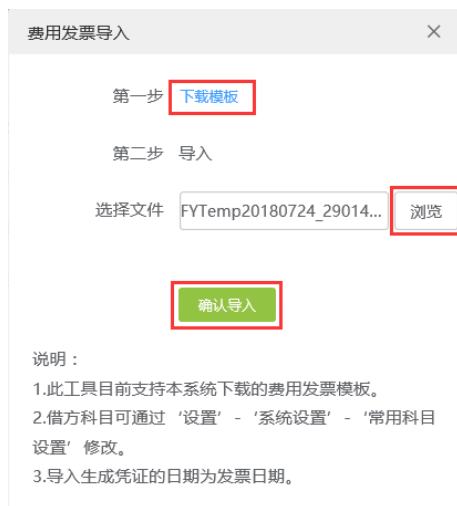 费用发票导入
第一步 下载模板
第二步 导入
选择文件 FYTemp20180724_29014... 浏览
确认导入
说明：
1.此工具目前支持本系统下载的费用发票模板。
2.借方科目可通过‘设置’-‘系统设置’-‘常用科目
设置’修改。
3.导入生成凭证的日期为发票日期。